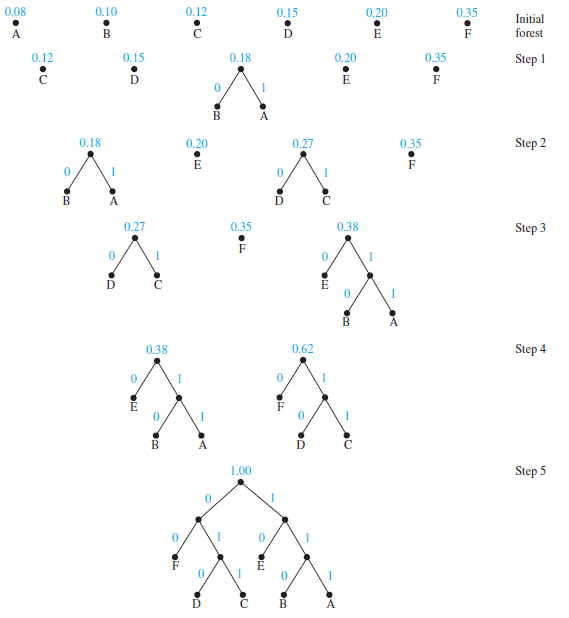 0.08 0.10 0.12 0.15 0.20 0.35 Initial
A B C D E F forest
0.12 0.15 0.18 0.20 0.35 Step 1
C D E F
0 1
B A
0.18 0.20 0.27 0.35 Step 2
E F
0 1 0 1
B A D C
0.27 0.35 0.38 Step 3
F
0 1 0 1
D C E
0 1
B A
0.38 0.62 Step 4
0 1 0 1
E F
0 1 0 1
B A D C
1.00 Step 5
0 1
0 1 0 1
F E
0 1 0 1
D C B A